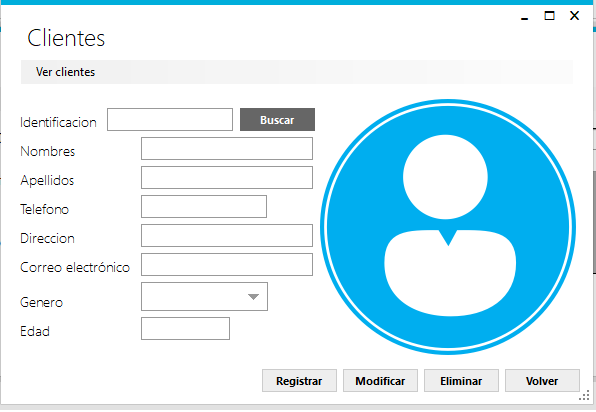 Clientes
Ver clientes
Identificacion Buscar
Nombres
Apellidos
Telefono
Direccion
Correo electrónico
Genero
Edad
Registrar Modificar Eliminar Volver